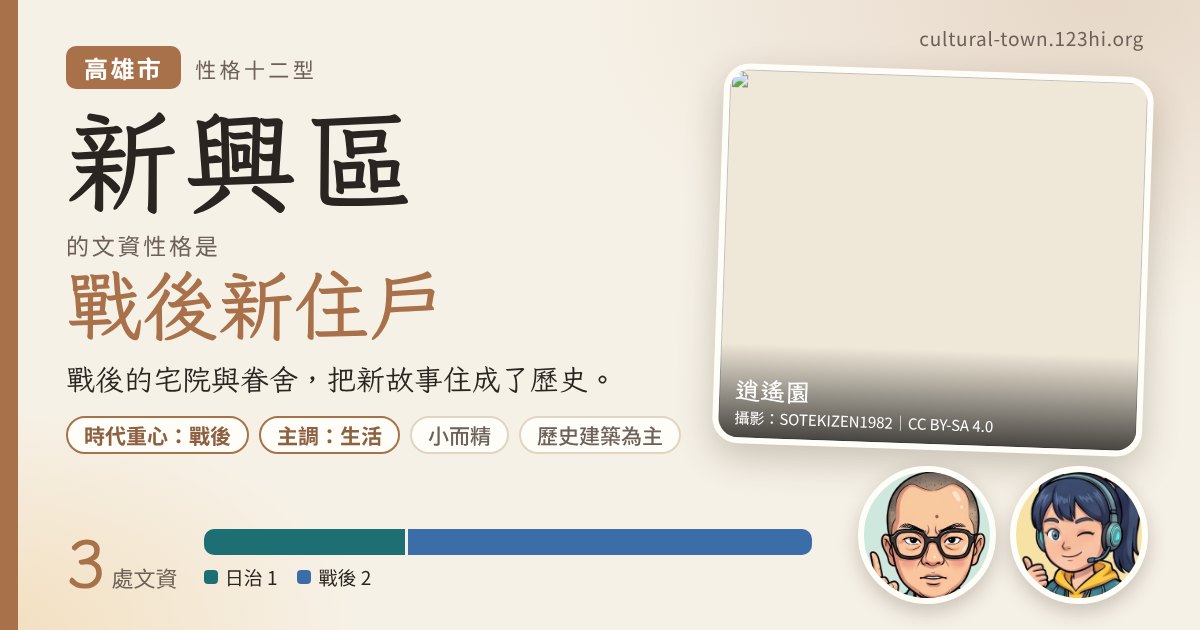 cultural-town.123hi.org
高雄市 性格十二型
新興區
的文資性格是
戰後新住戶
戰後的宅院與眷舍，把新故事住成了歷史。
時代重心：戰後 主調：生活 小而精 歷史建築為主
逍遙園
攝影：SOTEKIZEN1982｜CC BY-SA 4.0
3 處文資
日治 1 戰後 2